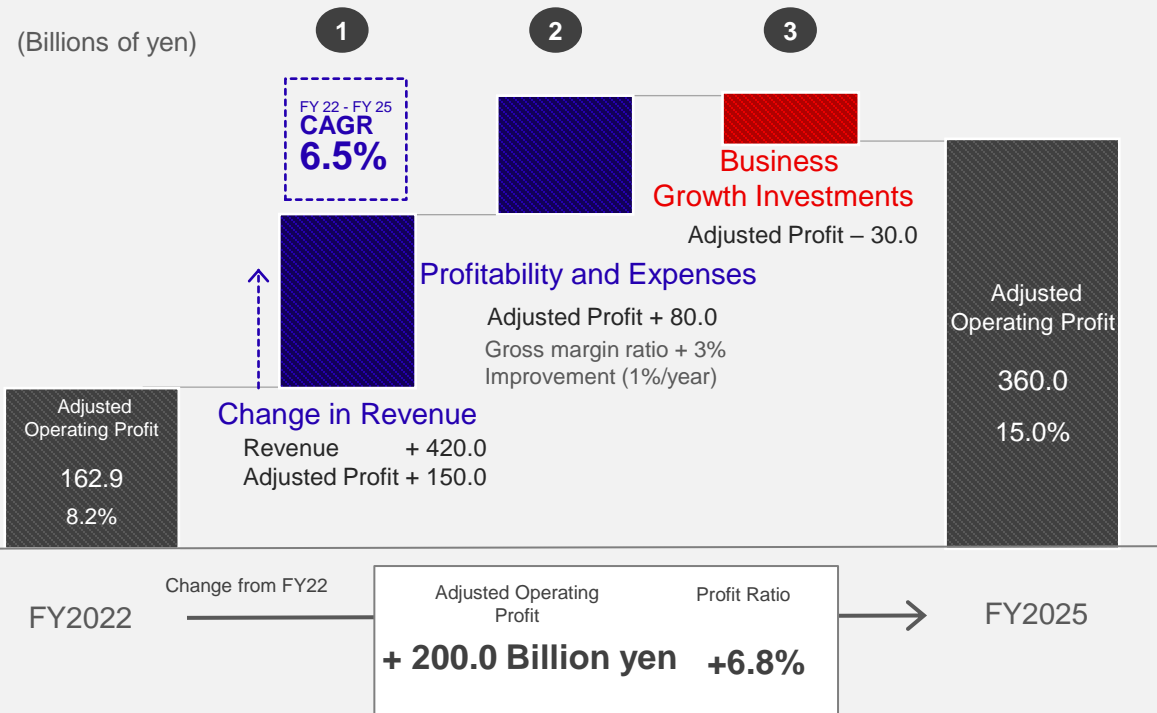 (Billions of yen)
1
2
3
FY 22 - FY 25
CAGR
6.5%
Business
Growth Investments
Adjusted Profit – 30.0
Profitability and Expenses
Adjusted Profit + 80.0
Gross margin ratio + 3%
Improvement (1%/year)
Change in Revenue
Revenue + 420.0
Adjusted Profit + 150.0
Adjusted
Operating Profit
162.9
8.2%
Adjusted
Operating Profit
360.0
15.0%
FY2022
Change from FY22
Adjusted Operating
Profit
+ 200.0 Billion yen
Profit Ratio
+6.8%
FY2025